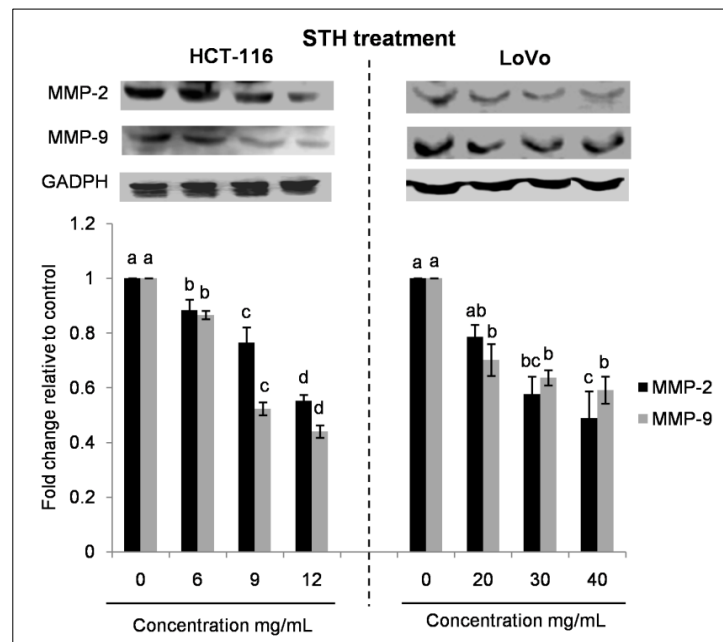 STH treatment
HCT-116
LoVo
MMP-2
MMP-9
GADPH
Fold change relative to control
1.2
1
0.8
0.6
0.4
0.2
0
a a
b b
c
c
d
d
a a
ab
b
bc
b
c
b
MMP-2
MMP-9
0 6 9 12
0 20 30 40
Concentration mg/mL
Concentration mg/mL